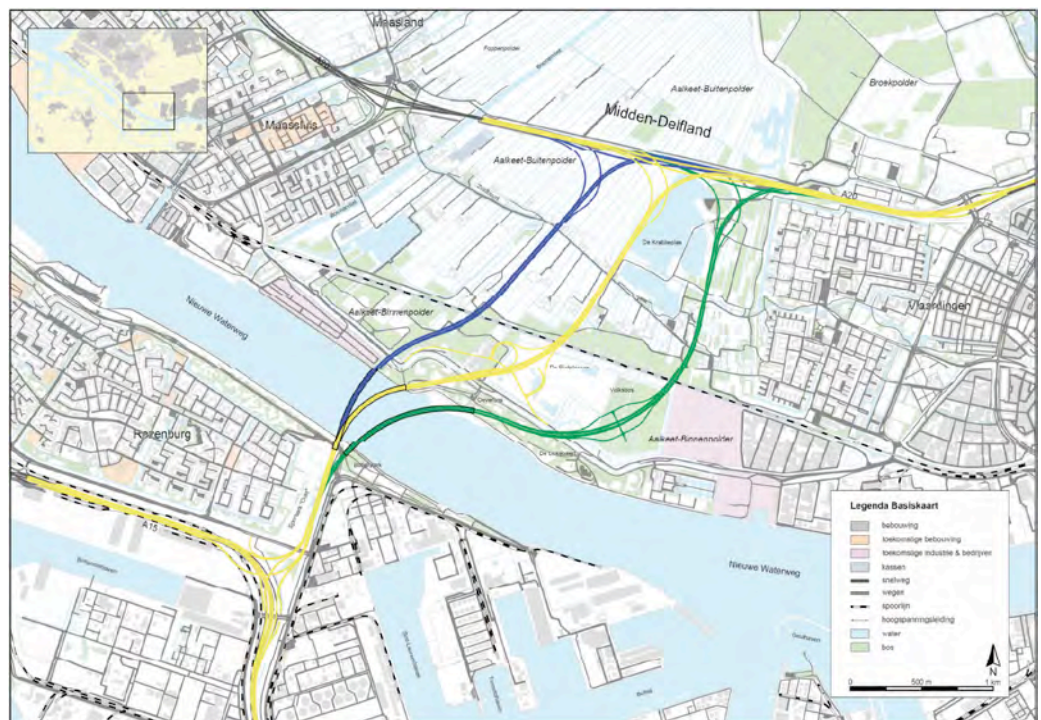 Maasland
Foppenpolder
Aalkeet-Buitenpolder
Broekpolder
Midden-Delfland
Maassluis
Aalkeet-Buitenpolder
A20
De Krabbeplas
Vlaardingen
Nieuwe Waterweg
Aalkeet-Binnenpolder
Rozenburg
Aalkeet-Binnenpolder
A15
Nieuwe Waterweg
Legenda Basiskaart
bebouwing
toekomstige bebouwing
toekomstige industrie & bedrijven
kassen
snelweg
wegen
spoorlijn
hoogspanningsleiding
water
bos
N
0 500 m 1 km